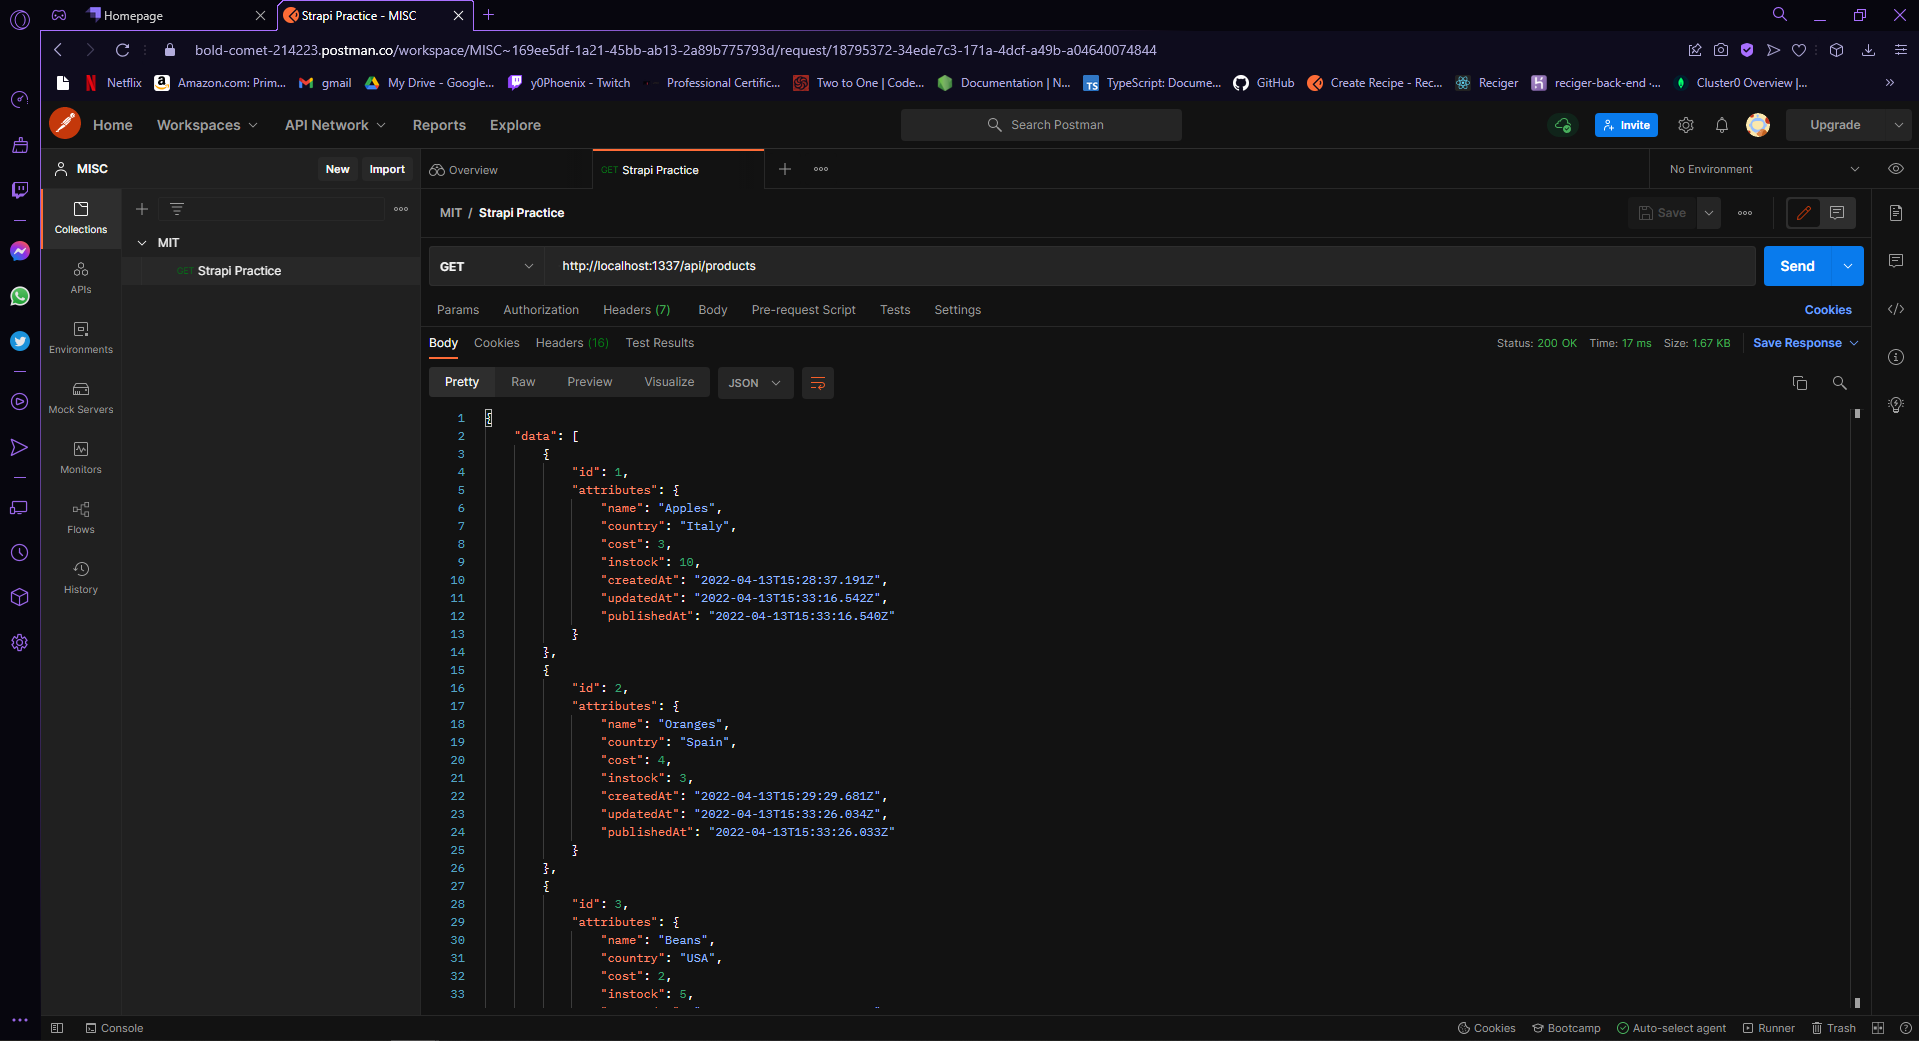 Homepage
Strapi Practice - MISC
bold-comet-214223.postman.co/workspace/MISC~169ee5df-1a21-45bb-ab13-2a89b775793d/request/18795372-34ede7c3-171a-4dcf-a49b-a04640074844
Netflix
Amazon.com: Prim...
gmail
My Drive - Google...
y0Phoenix - Twitch
Professional Certific...
Two to One | Code...
Documentation | N...
TypeScript: Docume...
GitHub
Create Recipe - Rec...
Reciger
reciger-back-end ·...
Cluster0 Overview |...
Home
Workspaces
API Network
Reports
Explore
Search Postman
Invite
Upgrade
MISC
New
Import
Overview
GET Strapi Practice
No Environment
Collections
APIs
Environments
Mock Servers
Monitors
Flows
History
MIT
GET Strapi Practice
MIT / Strapi Practice
Save
GET
http://localhost:1337/api/products
Send
Params
Authorization
Headers (7)
Body
Pre-request Script
Tests
Settings
Cookies
Body
Cookies
Headers (16)
Test Results
Status: 200 OK
Time: 17 ms
Size: 1.67 KB
Save Response
Pretty
Raw
Preview
Visualize
JSON
1 {
2 "data": [
3 {
4 "id": 1,
5 "attributes": {
6 "name": "Apples",
7 "country": "Italy",
8 "cost": 3,
9 "instock": 10,
10 "createdAt": "2022-04-13T15:28:37.191Z",
11 "updatedAt": "2022-04-13T15:33:16.542Z",
12 "publishedAt": "2022-04-13T15:33:16.540Z"
13 }
14 },
15 {
16 "id": 2,
17 "attributes": {
18 "name": "Oranges",
19 "country": "Spain",
20 "cost": 4,
21 "instock": 3,
22 "createdAt": "2022-04-13T15:29:29.681Z",
23 "updatedAt": "2022-04-13T15:33:26.034Z",
24 "publishedAt": "2022-04-13T15:33:26.033Z"
25 }
26 },
27 {
28 "id": 3,
29 "attributes": {
30 "name": "Beans",
31 "country": "USA",
32 "cost": 2,
33 "instock": 5,
Console
Cookies
Bootcamp
Auto-select agent
Runner
Trash